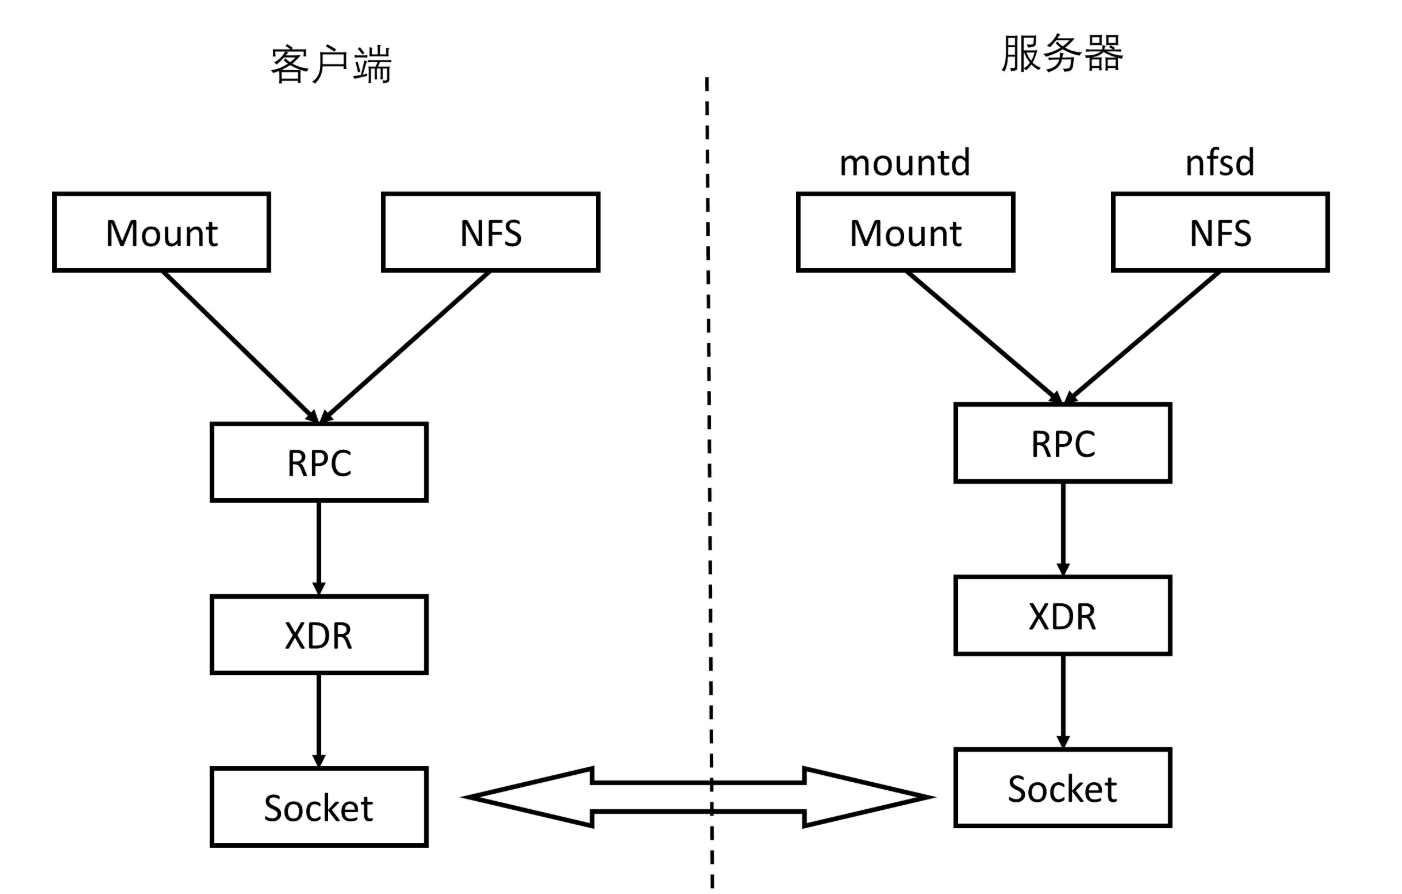 客户端
服务器
mountd
nfsd
Mount
NFS
Mount
NFS
RPC
RPC
XDR
XDR
Socket
Socket